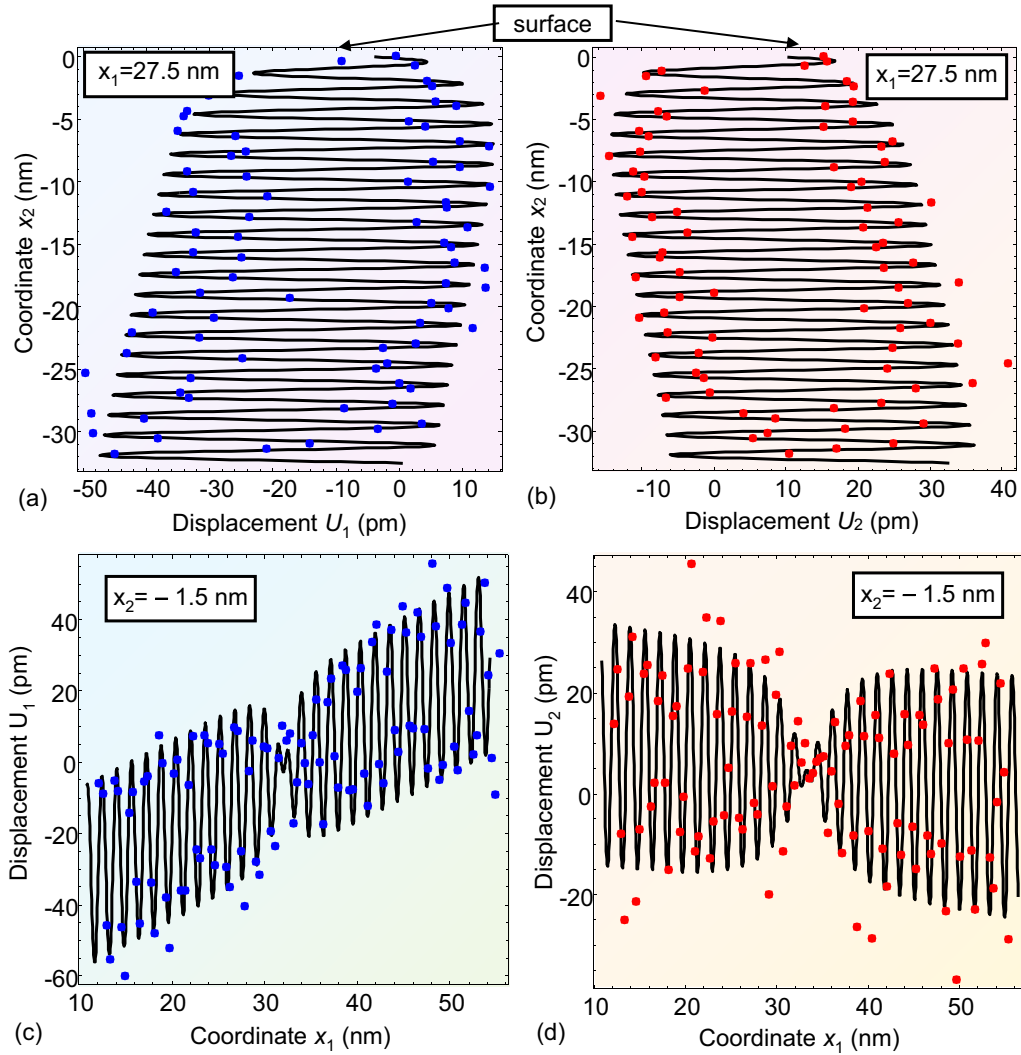 surface
x₁=27.5 nm
x₁=27.5 nm
0
-5
-10
-15
-20
-25
-30
Coordinate x₂ (nm)
0
-5
-10
-15
-20
-25
-30
Coordinate x₂ (nm)
-50 -40 -30 -20 -10 0 10
-10 0 10 20 30 40
(a)
Displacement U₁ (pm)
(b)
Displacement U₂ (pm)
x₂= – 1.5 nm
x₂= – 1.5 nm
40
20
0
-20
-40
-60
Displacement U₁ (pm)
40
20
0
-20
Displacement U₂ (pm)
10 20 30 40 50
10 20 30 40 50
(c)
Coordinate x₁ (nm)
(d)
Coordinate x₁ (nm)